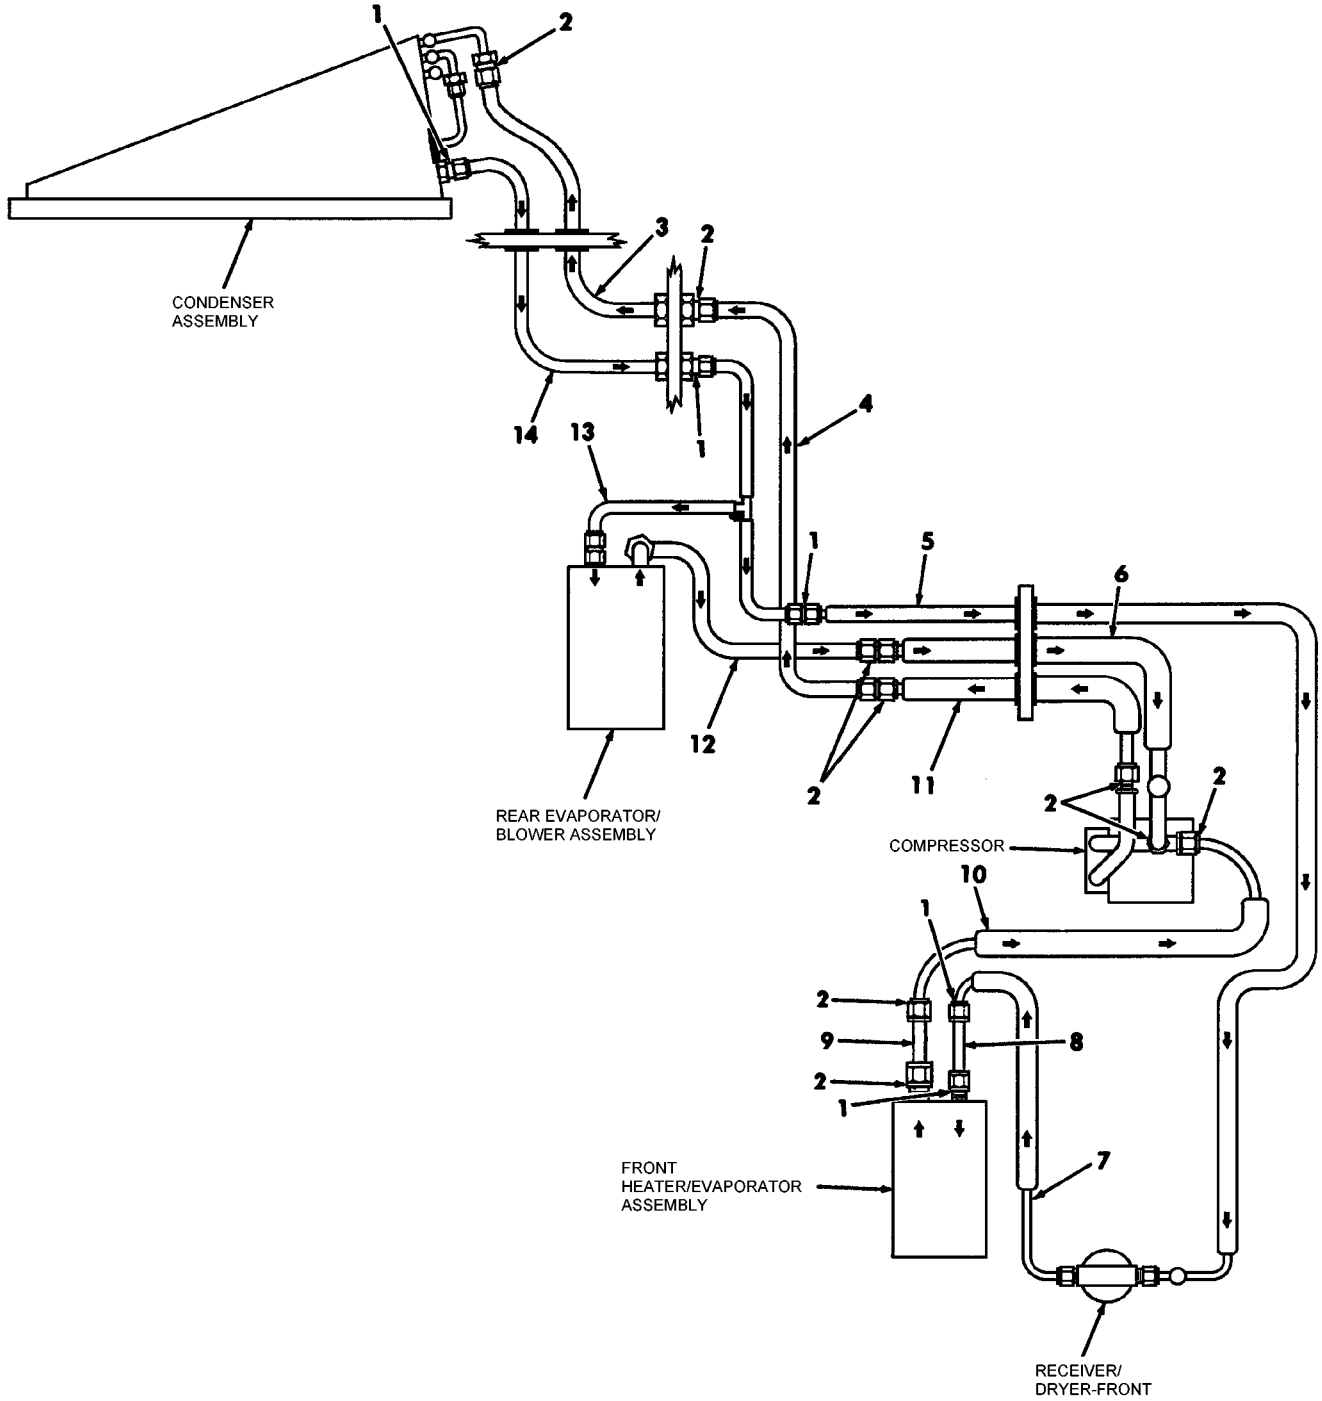 1
2
3
2
CONDENSER
ASSEMBLY
4
14
13
1
1
5
6
12
2
11
2
2
REAR EVAPORATOR/
BLOWER ASSEMBLY
COMPRESSOR
10
1
2
9
8
2
1
FRONT
HEATER/EVAPORATOR
ASSEMBLY
7
RECEIVER/
DRYER-FRONT